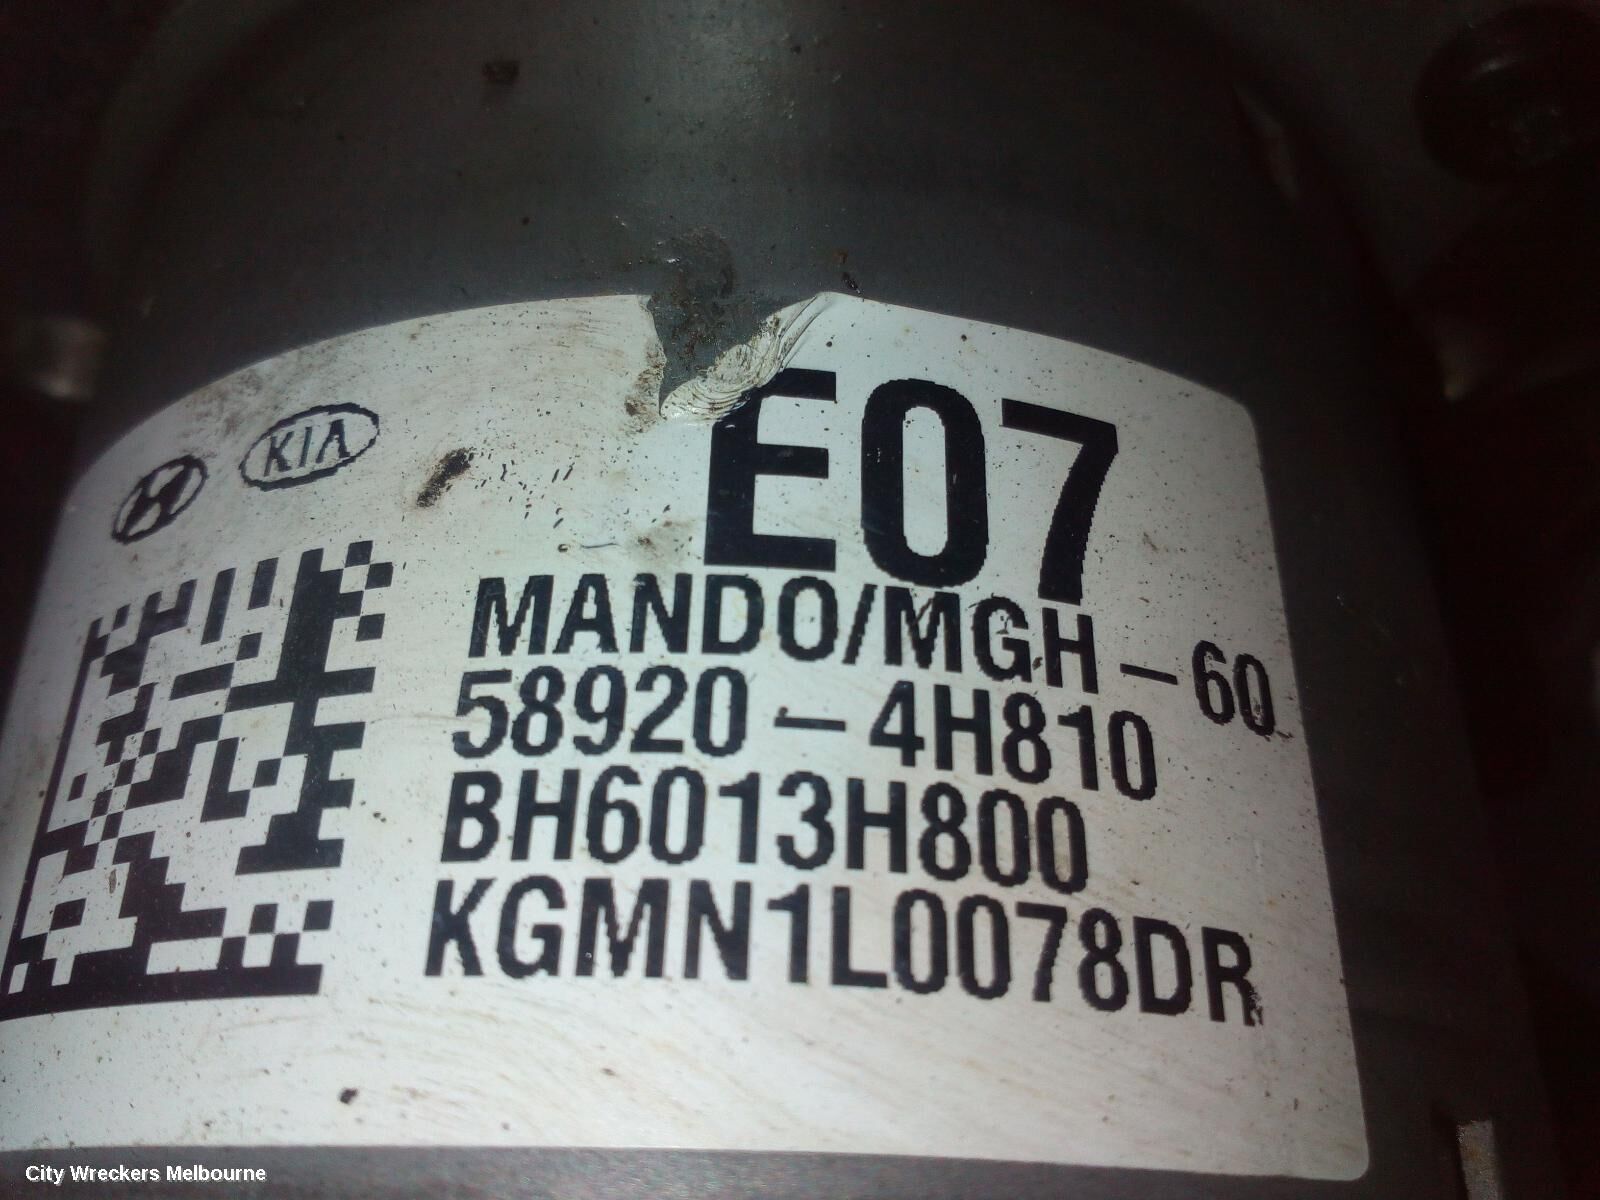 KIA
E07
MANDO/MGH-60
58920-4H810
BH6013H800
KGMN1L0078DR
City Wreckers Melbourne